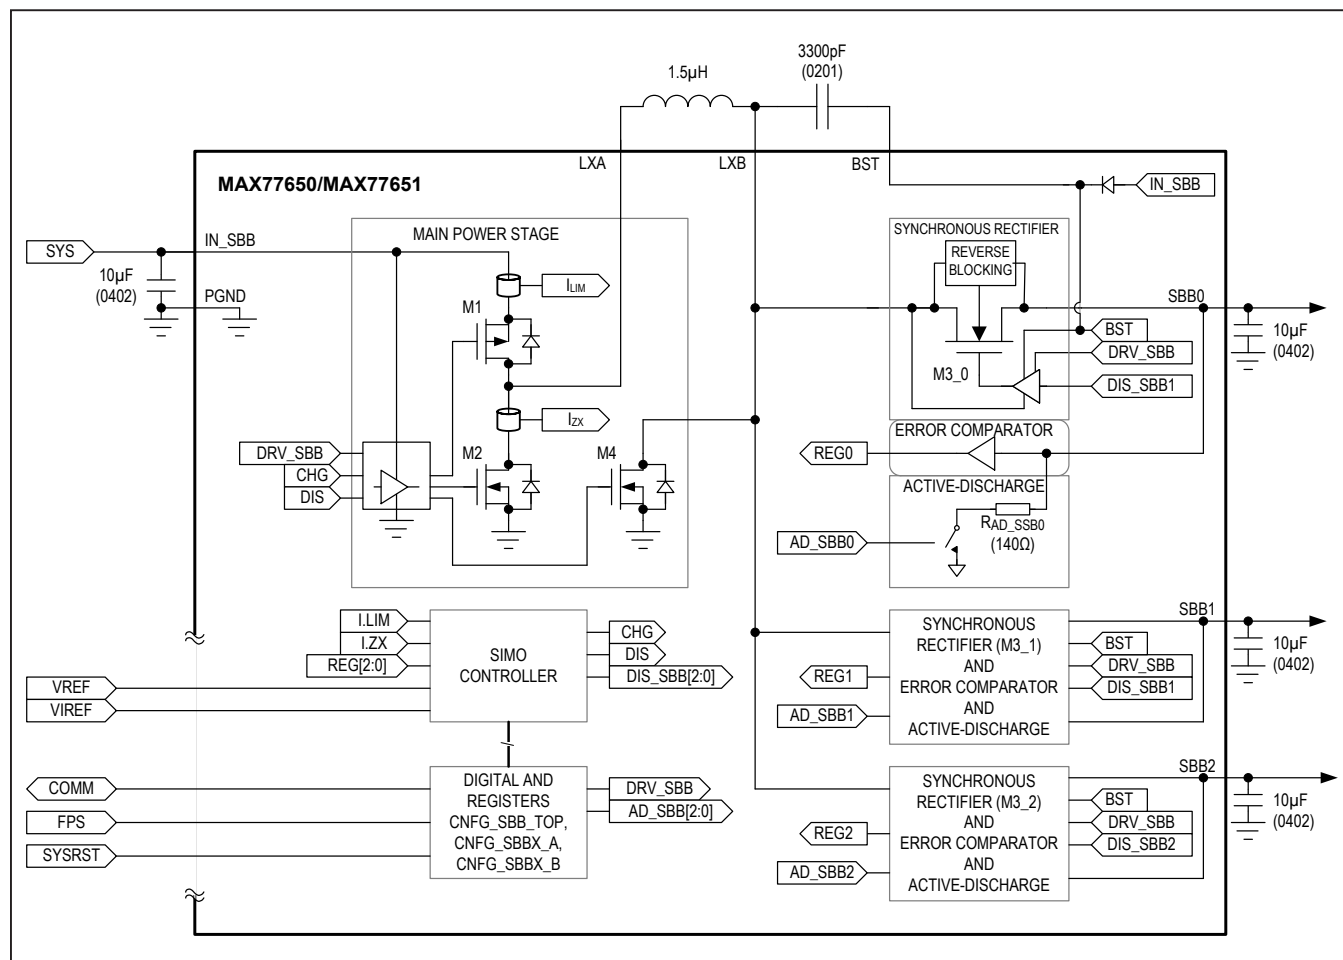 3300pF
(0201)
1.5µH
LXA
LXB
BST
MAX77650/MAX77651
IN_SBB
SYS
IN_SBB
10µF
(0402)
PGND
MAIN POWER STAGE
ILIM
M1
IZX
M2
M4
DRV_SBB
CHG
DIS
SYNCHRONOUS RECTIFIER
REVERSE
BLOCKING
M3_0
SBB0
BST
DRV_SBB
DIS_SBB1
10µF
(0402)
ERROR COMPARATOR
REG0
ACTIVE-DISCHARGE
RAD_SSB0
(140Ω)
AD_SBB0
I.LIM
I.ZX
REG[2:0]
VREF
VIREF
SIMO
CONTROLLER
CHG
DIS
DIS_SBB[2:0]
SYNCHRONOUS
RECTIFIER (M3_1)
AND
ERROR COMPARATOR
AND
ACTIVE-DISCHARGE
REG1
AD_SBB1
SBB1
BST
DRV_SBB
DIS_SBB1
10µF
(0402)
COMM
FPS
SYSRST
DIGITAL AND
REGISTERS
CNFG_SBB_TOP,
CNFG_SBBX_A,
CNFG_SBBX_B
DRV_SBB
AD_SBB[2:0]
SYNCHRONOUS
RECTIFIER (M3_2)
AND
ERROR COMPARATOR
AND
ACTIVE-DISCHARGE
REG2
AD_SBB2
SBB2
BST
DRV_SBB
DIS_SBB2
10µF
(0402)